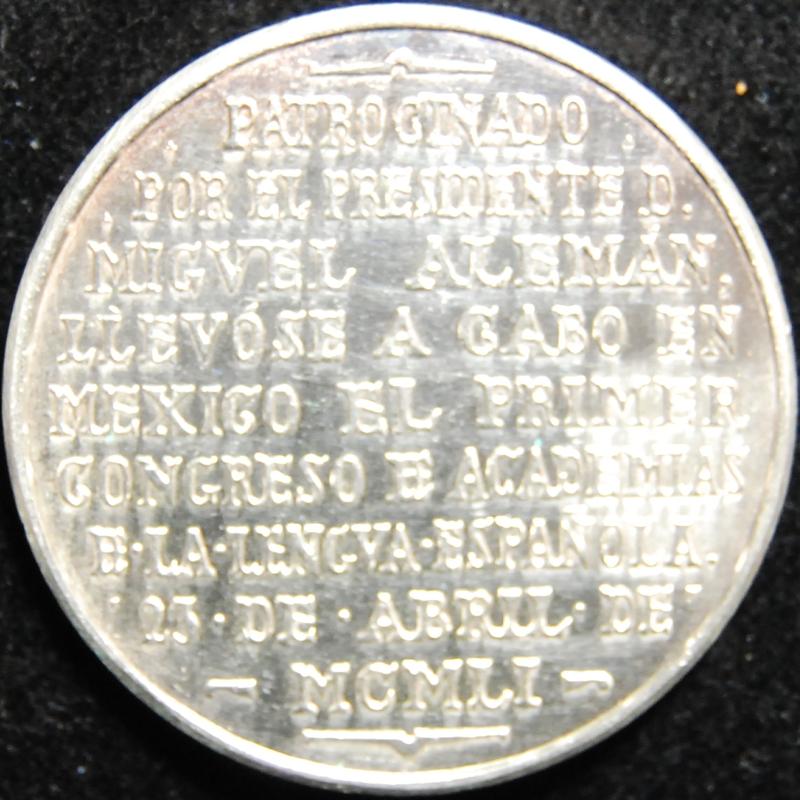 PATROCINADO
POR EL PRESIDENTE D.
MIGVEL ALEMÁN,
LLEVÓSE A CABO EN
MEXICO EL PRIMER
CONGRESO DE ACADEMIAS
DE·LA·LENGVA·ESPAÑOLA.
23·DE·ABRIL·DE
MCMLI